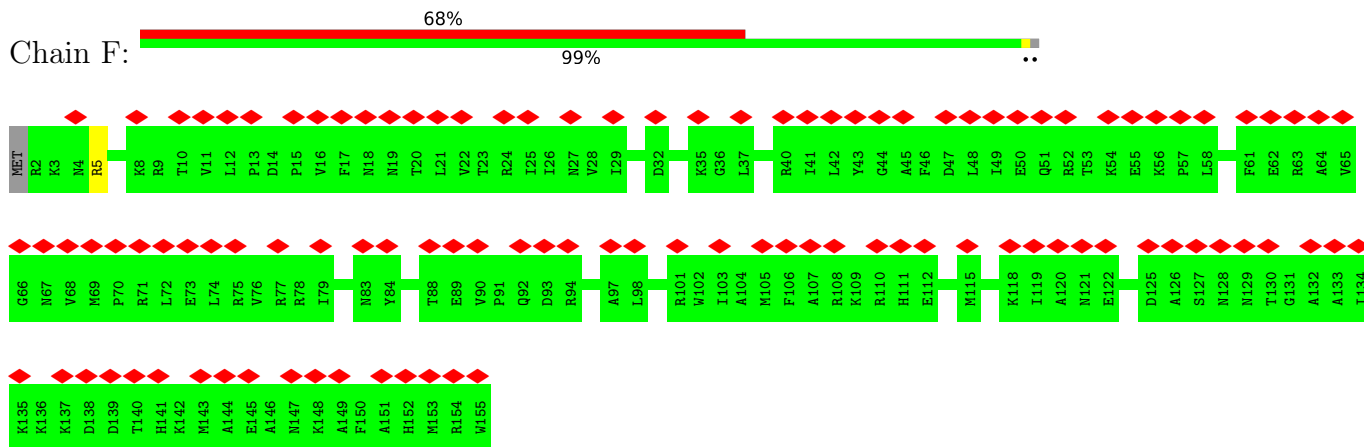 68%
Chain F:
99%
••
MET R2 K3 N4 R5 K8 R9 T10 V11 L12 P13 D14 P15 V16 F17 N18 N19 T20 L21 V22 T23 R24 I25 I26 N27 V28 I29 D32 K35 G36 L37 R40 I41 L42 Y43 G44 A45 F46 D47 L48 I49 E50 Q51 R52 T53 K54 E55 K56 P57 L58 F61 E62 R63 A64 V65
G66 N67 V68 M69 P70 R71 L72 E73 L74 R75 V76 R77 R78 I79 N83 Y84 T88 E89 V90 P91 Q92 D93 R94 A97 L98 R101 W102 I103 A104 M105 F106 A107 R108 K109 R110 H111 E112 M115 K118 I119 A120 N121 E122 D125 A126 S127 N128 N129 T130 G131 A132 A133 I134
K135 K136 K137 D138 D139 T140 H141 K142 M143 A144 E145 A146 N147 K148 A149 F150 A151 H152 M153 R154 W155